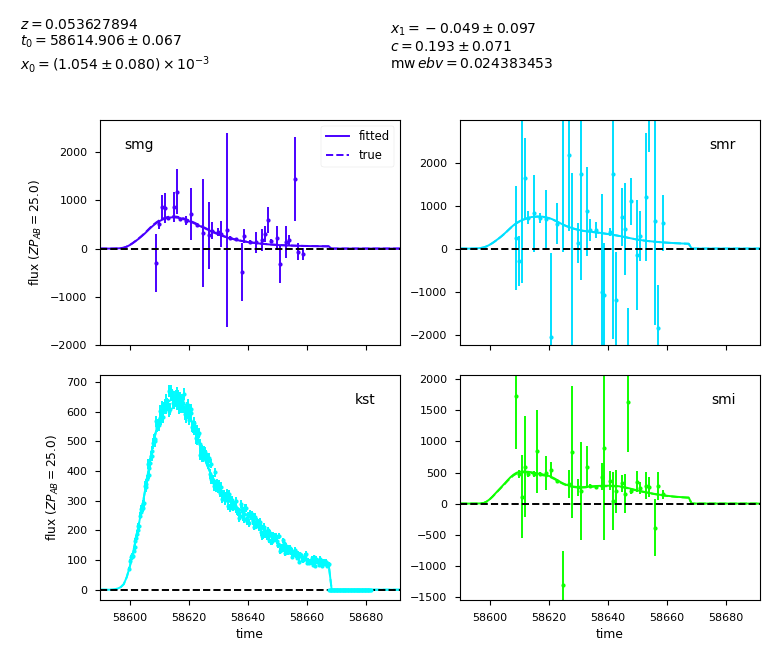 z = 0.053627894
t₀ = 58614.906 ± 0.067
x₀ = (1.054 ± 0.080) × 10⁻³
x₁ = −0.049 ± 0.097
c = 0.193 ± 0.071
mw ebv = 0.024383453
smg
fitted
true
flux (ZP_AB = 25.0)
2000
1000
0
−1000
−2000
smr
2000
1000
0
−1000
−2000
kst
flux (ZP_AB = 25.0)
700
600
500
400
300
200
100
0
58600 58620 58640 58660 58680
time
smi
2000
1500
1000
500
0
−500
−1000
−1500
58600 58620 58640 58660 58680
time